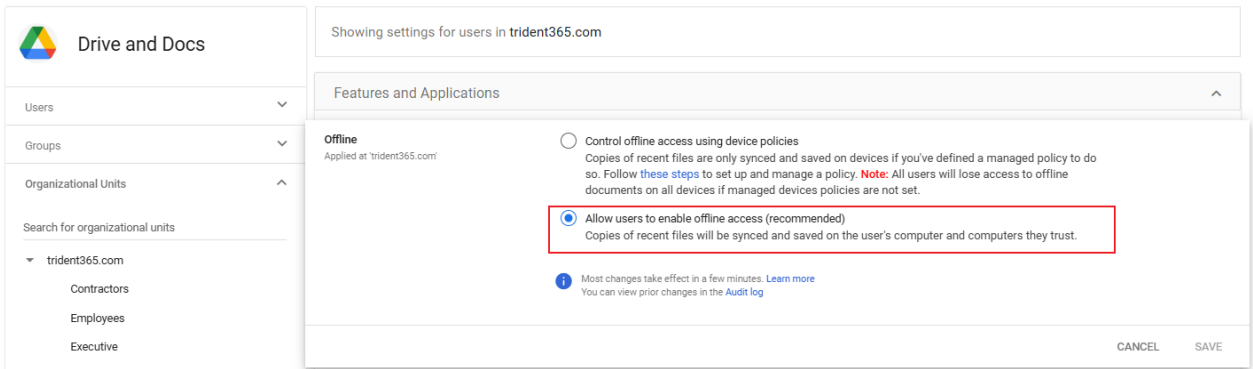 Drive and Docs
Users
Groups
Organizational Units
Search for organizational units
trident365.com
Contractors
Employees
Executive
Showing settings for users in trident365.com
Features and Applications
Offline
Applied at 'trident365.com'
Control offline access using device policies
Copies of recent files are only synced and saved on devices if you've defined a managed policy to do
so. Follow these steps to set up and manage a policy. Note: All users will lose access to offline
documents on all devices if managed devices policies are not set.
Allow users to enable offline access (recommended)
Copies of recent files will be synced and saved on the user's computer and computers they trust.
Most changes take effect in a few minutes. Learn more
You can view prior changes in the Audit log
CANCEL
SAVE